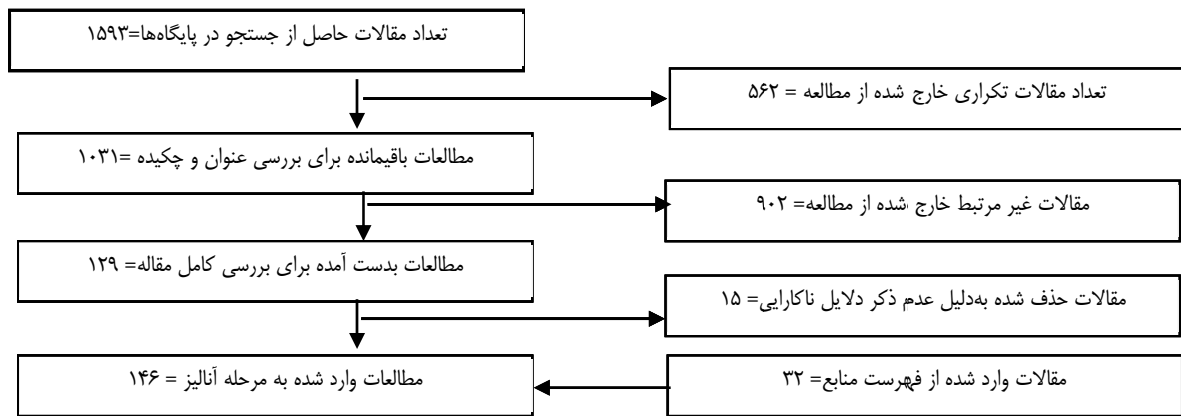 تعداد مقالات حاصل از جستجو در پایگاه‌ها=۱۵۹۳
تعداد مقالات تکراری خارج شده از مطالعه = ۵۶۲
مطالعات باقیمانده برای بررسی عنوان و چکیده =۱۰۳۱
مقالات غیر مرتبط خارج شده از مطالعه= ۹۰۲
مطالعات بدست آمده برای بررسی کامل مقاله= ۱۲۹
مقالات حذف شده به‌دلیل عدم ذکر دلایل ناکارایی= ۱۵
مقالات وارد شده از فهرست منابع= ۳۲
مطالعات وارد شده به مرحله آنالیز = ۱۴۶